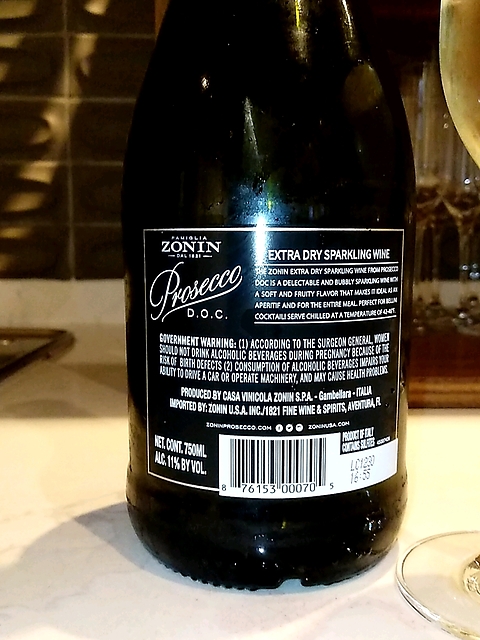 FAMIGLIA
ZONIN
DAL 1821
Prosecco
D.O.C.
EXTRA DRY SPARKLING WINE
THE ZONIN EXTRA DRY SPARKLING WINE FROM PROSECCO
DOC IS A DELECTABLE AND BUBBLY SPARKLING WINE WITH
A SOFT AND FRUITY FLAVOR THAT MAKES IT IDEAL AS AN
APERITIF AND FOR THE ENTIRE MEAL. PERFECT FOR BELLINI
COCKTAILS! SERVE CHILLED AT A TEMPERATURE OF 43-46°F.
GOVERNMENT WARNING: (1) ACCORDING TO THE SURGEON GENERAL, WOMEN
SHOULD NOT DRINK ALCOHOLIC BEVERAGES DURING PREGNANCY BECAUSE OF THE
RISK OF BIRTH DEFECTS (2) CONSUMPTION OF ALCOHOLIC BEVERAGES IMPAIRS YOUR
ABILITY TO DRIVE A CAR OR OPERATE MACHINERY, AND MAY CAUSE HEALTH PROBLEMS.
PRODUCED BY CASA VINICOLA ZONIN S.P.A. - Gambellara - ITALIA
IMPORTED BY: ZONIN U.S.A. INC./1821 FINE WINE & SPIRITS, AVENTURA, FL
ZONINPROSECCO.COM ZONINUSA.COM
NET. CONT. 750ML
ALC. 11% BY VOL.
PRODUCT OF ITALY
CONTAINS SULFITES
16:55
8 76153 00070 5